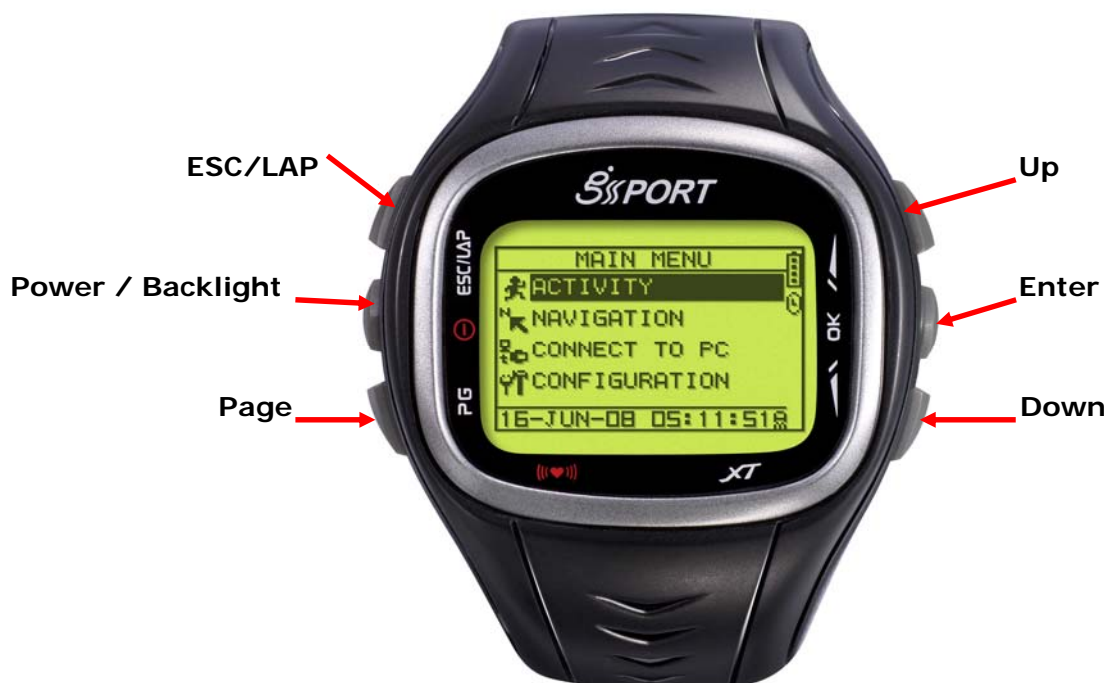 ESC/LAP
Up
gsPORT
ESC/LAP
MAIN MENU
ACTIVITY
Power / Backlight
Enter
N
NAVIGATION
OK
CONNECT TO PC
CONFIGURATION
Page
PG
Down
16-JUN-08 05:11:51AM
XT